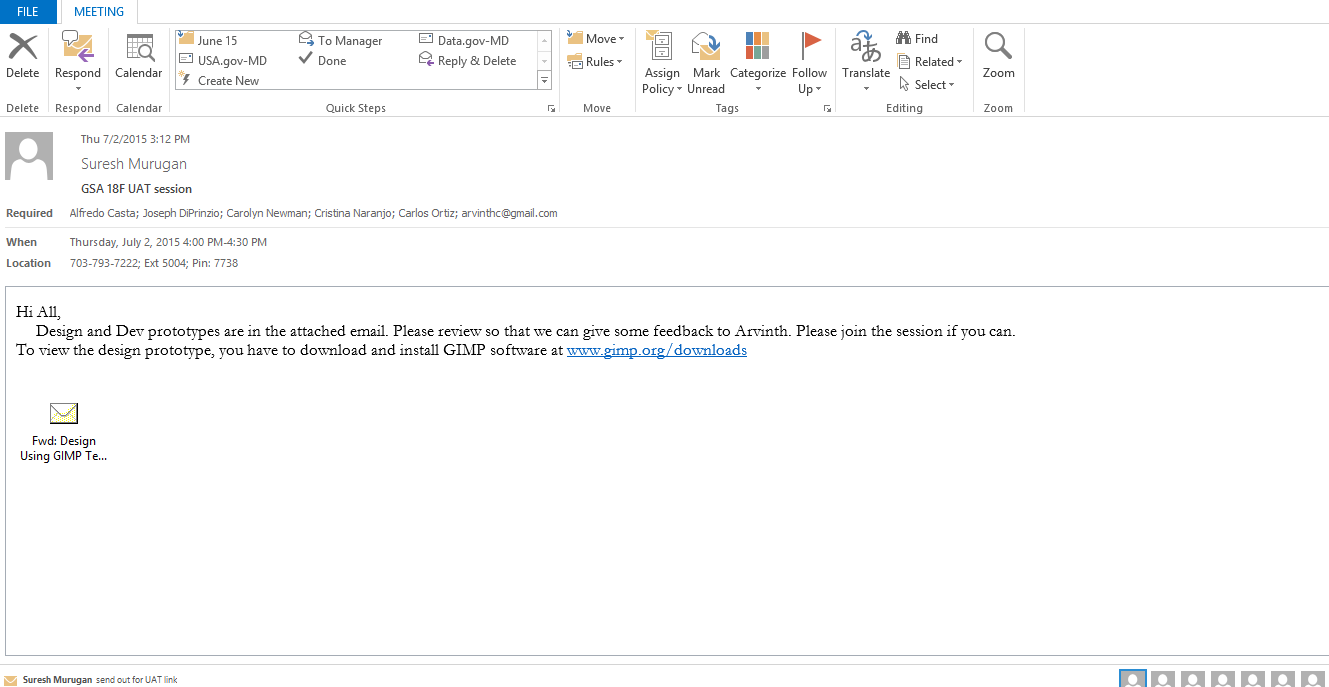 FILE MEETING
June 15 To Manager Data.gov-MD
USA.gov-MD Done Reply & Delete
Create New
Move
Rules
Find
Related
Select
Delete Respond Calendar Assign Mark Categorize Follow Translate Zoom
Policy Unread Up
Delete Respond Calendar Quick Steps Move Tags Editing Zoom
Thu 7/2/2015 3:12 PM
Suresh Murugan
GSA 18F UAT session
Required Alfredo Casta; Joseph DiPrinzio; Carolyn Newman; Cristina Naranjo; Carlos Ortiz; arvinthc@gmail.com
When Thursday, July 2, 2015 4:00 PM-4:30 PM
Location 703-793-7222; Ext 5004; Pin: 7738
Hi All,
Design and Dev prototypes are in the attached email. Please review so that we can give some feedback to Arvinth. Please join the session if you can.
To view the design prototype, you have to download and install GIMP software at www.gimp.org/downloads
Fwd: Design
Using GIMP Te...
Suresh Murugan send out for UAT link